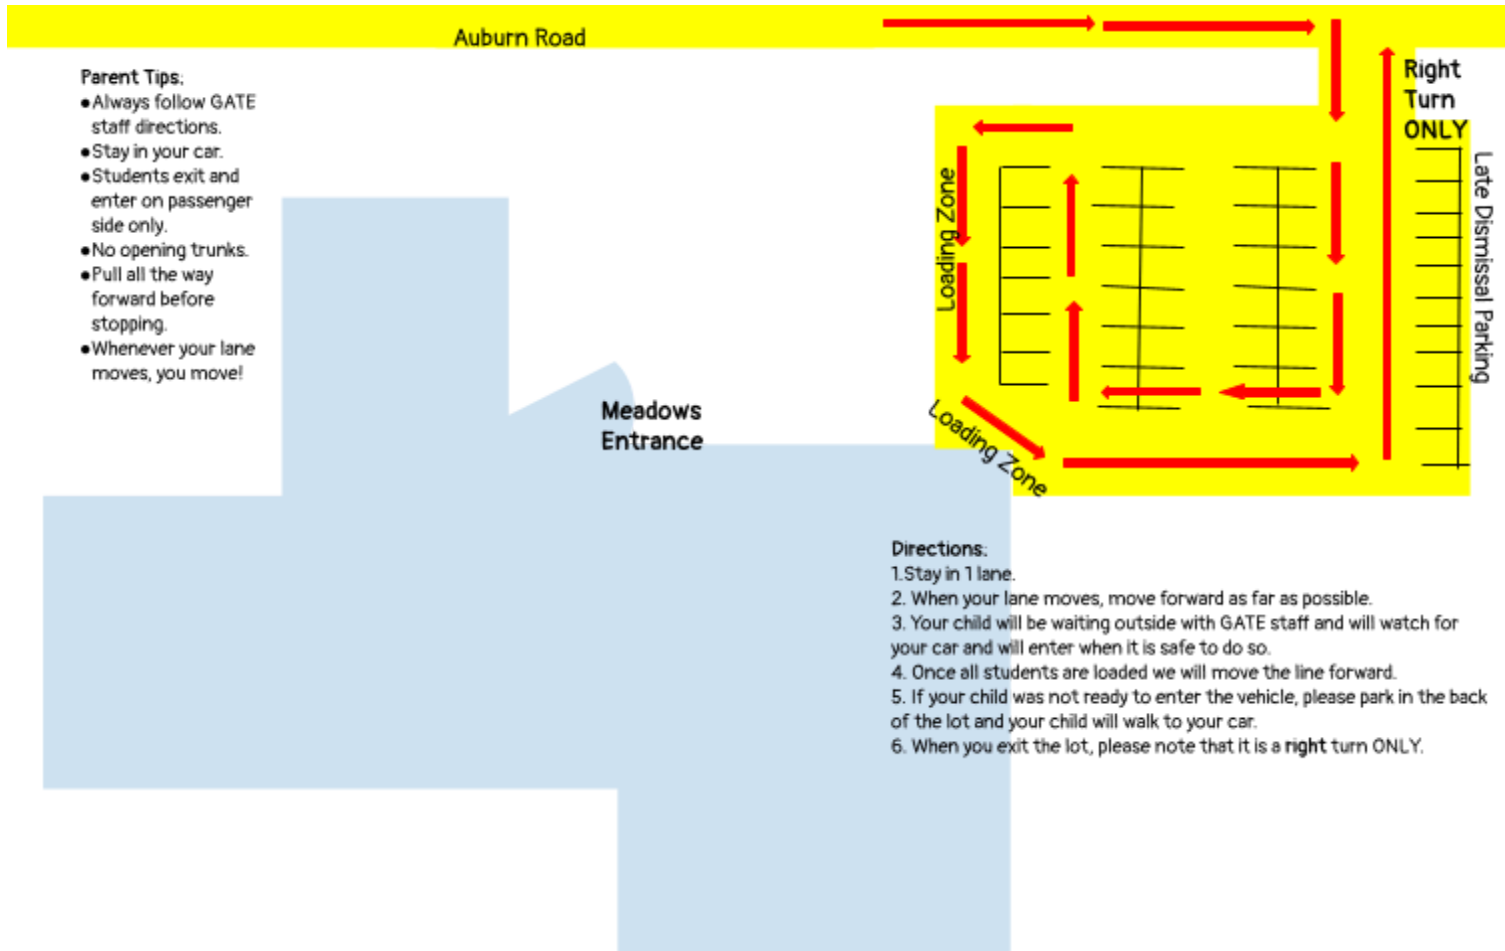 Auburn Road
Parent Tips:
●Always follow GATE
staff directions.
●Stay in your car.
●Students exit and
enter on passenger
side only.
●No opening trunks.
●Pull all the way
forward before
stopping.
●Whenever your lane
moves, you move!
Right
Turn
ONLY
Loading Zone
Late Dismissal Parking
Loading Zone
Meadows
Entrance
Directions:
1.Stay in 1 lane.
2. When your lane moves, move forward as far as possible.
3. Your child will be waiting outside with GATE staff and will watch for
your car and will enter when it is safe to do so.
4. Once all students are loaded we will move the line forward.
5. If your child was not ready to enter the vehicle, please park in the back
of the lot and your child will walk to your car.
6. When you exit the lot, please note that it is a right turn ONLY.